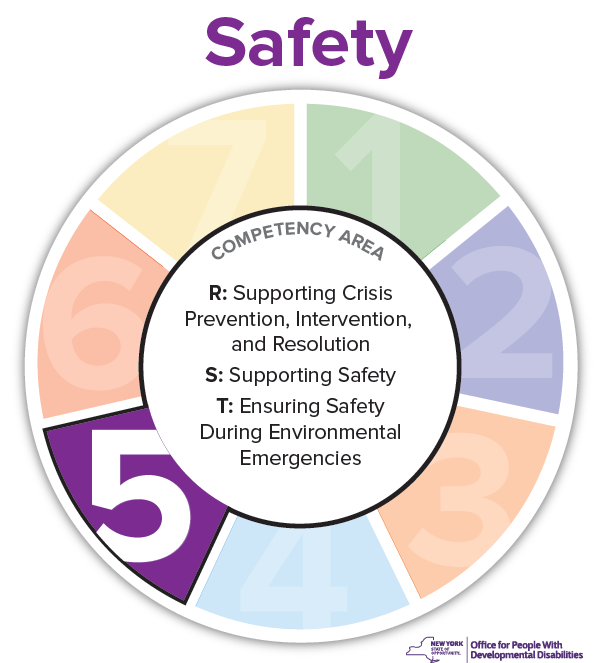 Safety
1
2
3
4
5
6
7
COMPETENCY AREA
R: Supporting Crisis
Prevention, Intervention,
and Resolution
S: Supporting Safety
T: Ensuring Safety
During Environmental
Emergencies
NEW YORK
STATE OF
OPPORTUNITY.
Office for People With
Developmental Disabilities